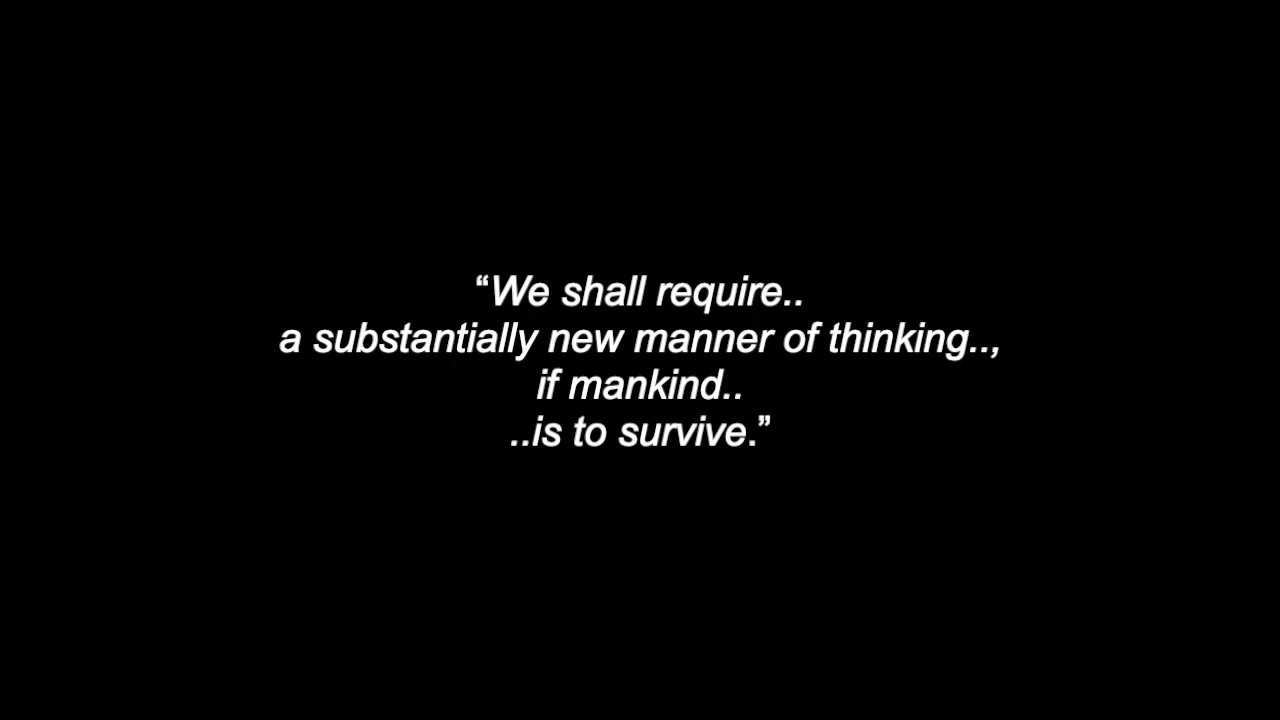 “We shall require..
a substantially new manner of thinking..,
if mankind..
..is to survive.”